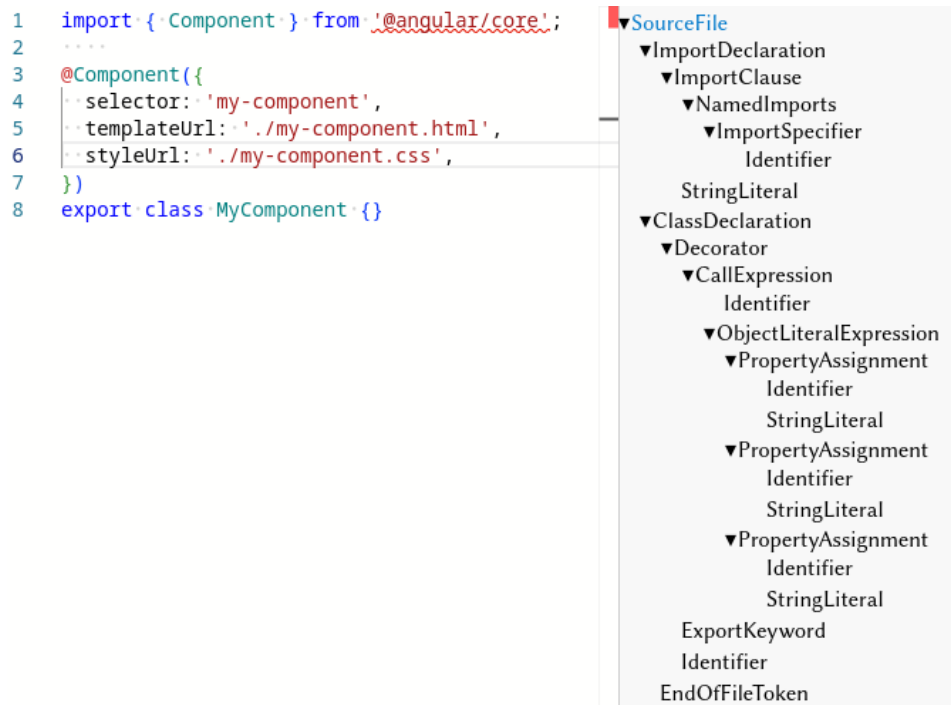 1 import { Component } from '@angular/core';
2
3 @Component({
4   selector: 'my-component',
5   templateUrl: './my-component.html',
6   styleUrl: './my-component.css',
7 })
8 export class MyComponent {}
▼SourceFile
▼ImportDeclaration
▼ImportClause
▼NamedImports
▼ImportSpecifier
Identifier
StringLiteral
▼ClassDeclaration
▼Decorator
▼CallExpression
Identifier
▼ObjectLiteralExpression
▼PropertyAssignment
Identifier
StringLiteral
▼PropertyAssignment
Identifier
StringLiteral
▼PropertyAssignment
Identifier
StringLiteral
ExportKeyword
Identifier
EndOfFileToken